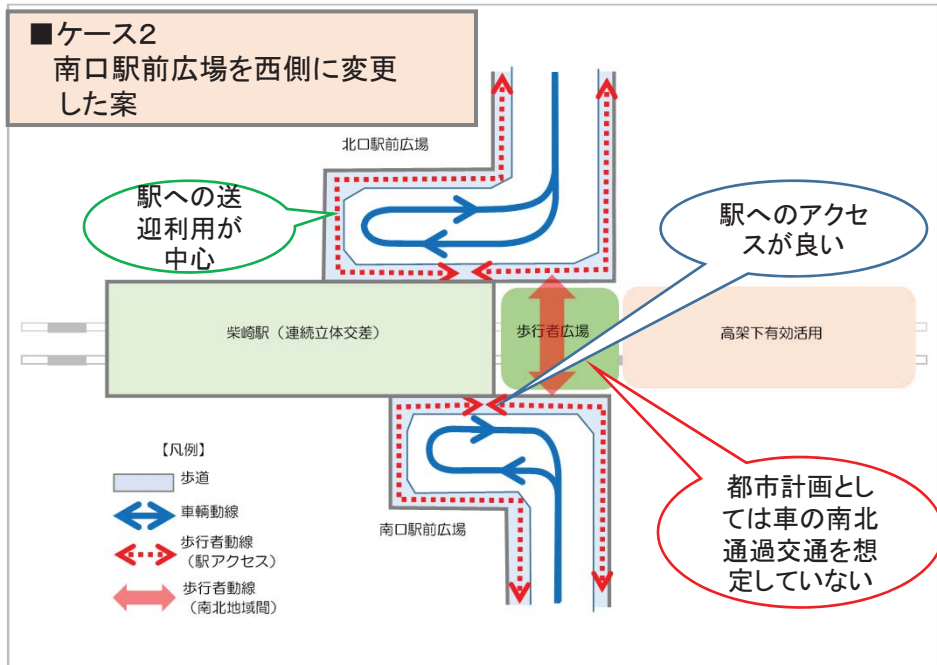 ■ケース2
南口駅前広場を西側に変更
した案
北口駅前広場
駅への送
迎利用が
中心
駅へのアクセ
スが良い
柴崎駅（連続立体交差）
歩行者広場
高架下有効活用
【凡例】
歩道
車輌動線
歩行者動線
（駅アクセス）
歩行者動線
（南北地域間）
南口駅前広場
都市計画とし
ては車の南北
通過交通を想
定していない